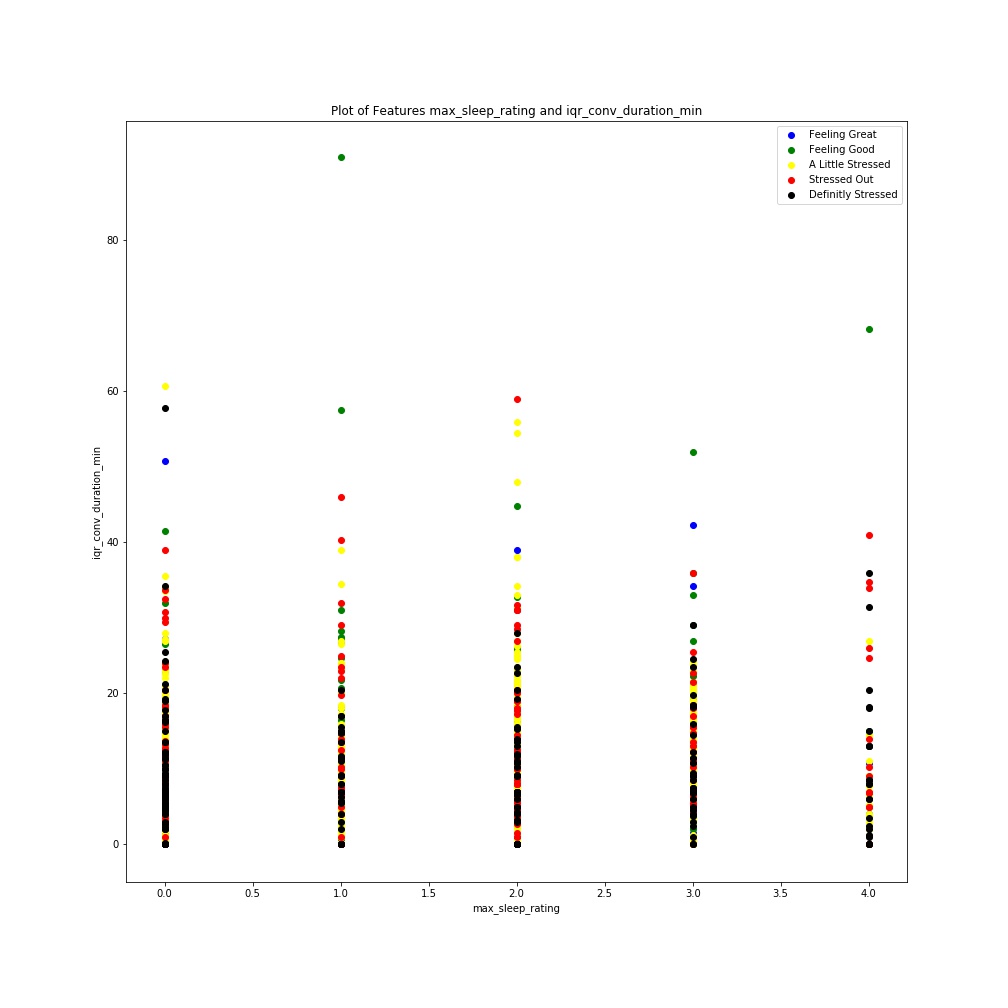 Plot of Features max_sleep_rating and iqr_conv_duration_min
Feeling Great
Feeling Good
A Little Stressed
Stressed Out
Definitly Stressed
80
60
40
20
0
iqr_conv_duration_min
0.0 0.5 1.0 1.5 2.0 2.5 3.0 3.5 4.0
max_sleep_rating